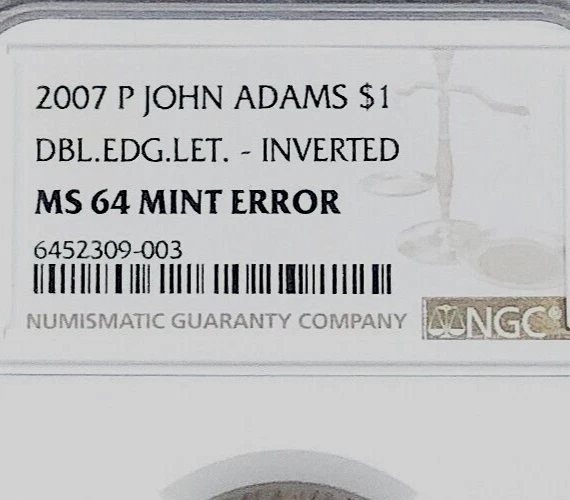 2007 P JOHN ADAMS $1
DBL.EDG.LET. - INVERTED
MS 64 MINT ERROR
6452309-003
NUMISMATIC GUARANTY COMPANY
NGC®